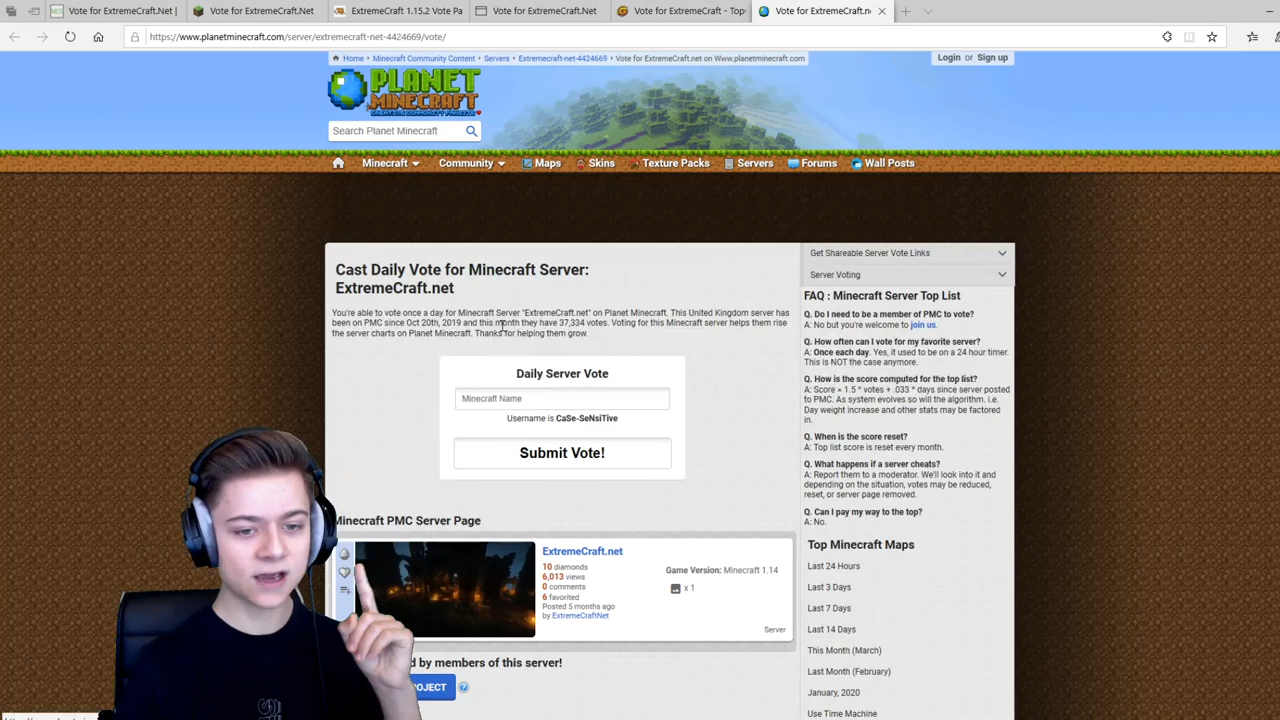 Vote for ExtremeCraft.Net |
Vote for ExtremeCraft.Net
ExtremeCraft 1.15.2 Vote Pa
Vote for ExtremeCraft.Net
Vote for ExtremeCraft - Top
Vote for ExtremeCraft.n
https://www.planetminecraft.com/server/extremecraft-net-4424669/vote/
Home » Minecraft Community Content » Servers » Extremecraft-net-4424669 » Vote for ExtremeCraft.net on Www.planetminecraft.com
Login or Sign up
PLANET
MINECRAFT
CREATIVE COMMUNITY FANSITE
Search Planet Minecraft
Minecraft
Community
Maps
Skins
Texture Packs
Servers
Forums
Wall Posts
Cast Daily Vote for Minecraft Server:
ExtremeCraft.net
You're able to vote once a day for Minecraft Server "ExtremeCraft.net" on Planet Minecraft. This United Kingdom server has
been on PMC since Oct 20th, 2019 and this month they have 37,334 votes. Voting for this Minecraft server helps them rise
the server charts on Planet Minecraft. Thanks for helping them grow.
Daily Server Vote
Minecraft Name
Username is CaSe-SeNsiTive
Submit Vote!
Minecraft PMC Server Page
ExtremeCraft.net
10 diamonds
6,013 views
0 comments
6 favorited
Posted 5 months ago
by ExtremeCraftNet
Game Version: Minecraft 1.14
x 1
Server
d by members of this server!
OJECT
Get Shareable Server Vote Links
Server Voting
FAQ : Minecraft Server Top List
Q. Do I need to be a member of PMC to vote?
A: No but you're welcome to join us.
Q. How often can I vote for my favorite server?
A: Once each day. Yes, it used to be on a 24 hour timer.
This is NOT the case anymore.
Q. How is the score computed for the top list?
A: Score = 1.5 * votes + .033 * days since server posted
to PMC. As system evolves so will the algorithm. i.e.
Day weight increase and other stats may be factored
in.
Q. When is the score reset?
A: Top list score is reset every month.
Q. What happens if a server cheats?
A: Report them to a moderator. We'll look into it and
depending on the situation, votes may be reduced,
reset, or server page removed.
Q. Can I pay my way to the top?
A: No.
Top Minecraft Maps
Last 24 Hours
Last 3 Days
Last 7 Days
Last 14 Days
This Month (March)
Last Month (February)
January, 2020
Use Time Machine